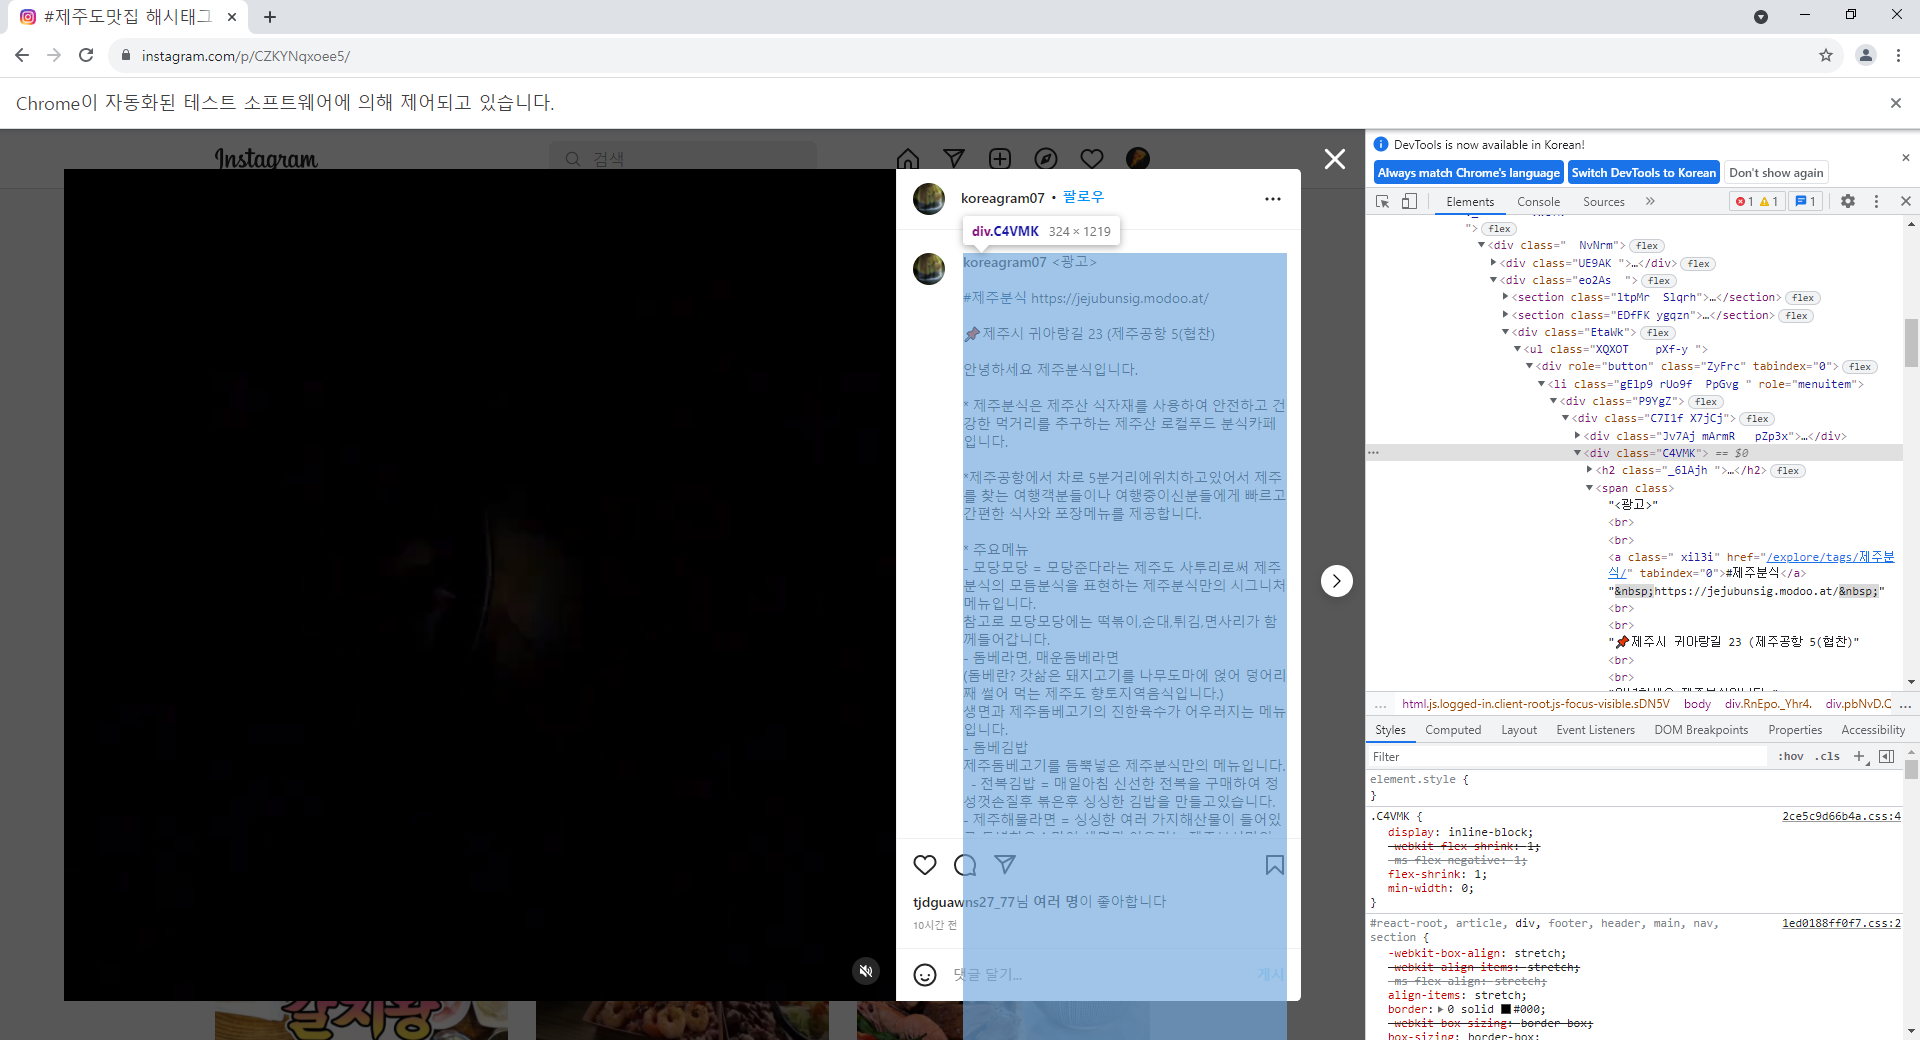 #제주도맛집 해시태그
instagram.com/p/CZKYNqxoee5/
Chrome이 자동화된 테스트 소프트웨어에 의해 제어되고 있습니다.
Instagram
검색
koreagram07 • 팔로우
div.C4VMK 324 × 1219
koreagram07 <광고>
#제주분식 https://jejubunsig.modoo.at/
📌제주시 귀아랑길 23 (제주공항 5(협찬)
안녕하세요 제주분식입니다.
* 제주분식은 제주산 식자재를 사용하여 안전하고 건
강한 먹거리를 추구하는 제주산 로컬푸드 분식카페
입니다.
*제주공항에서 차로 5분거리에위치하고있어서 제주
를 찾는 여행객분들이나 여행중이신분들에게 빠르고
간편한 식사와 포장메뉴를 제공합니다.
* 주요메뉴
- 모당모당 = 모당준다라는 제주도 사투리로써 제주
분식의 모듬분식을 표현하는 제주분식만의 시그니처
메뉴입니다.
참고로 모당모당에는 떡볶이,순대,튀김,면사리가 함
께들어갑니다.
- 돔베라면, 매운돔베라면
(돔베란? 갓삶은 돼지고기를 나무도마에 얹어 덩어리
째 썰어 먹는 제주도 향토지역음식입니다.)
생면과 제주돔베고기의 진한육수가 어우러지는 메뉴
입니다.
- 돔베김밥
제주돔베고기를 듬뿍넣은 제주분식만의 메뉴입니다.
- 전복김밥 = 매일아침 신선한 전복을 구매하여 정
성껏손질후 볶은후 싱싱한 김밥을 만들고있습니다.
- 제주해물라면 = 싱싱한 여러 가지해산물이 들어있
tjdguawns27_77님 여러 명이 좋아합니다
10시간 전
댓글 달기...
게시
갈치왕
DevTools is now available in Korean!
Always match Chrome's language
Switch DevTools to Korean
Don't show again
Elements
Console
Sources
»
1
1
1
"> flex
<div class="  NvNrm"> flex
<div class="UE9AK ">…</div> flex
<div class="eo2As  "> flex
<section class="ltpMr  Slqrh">…</section> flex
<section class="EDfFK ygqzn">…</section> flex
<div class="EtaWk"> flex
<ul class="XQXOT    pXf-y ">
<div role="button" class="ZyFrc" tabindex="0"> flex
<li class="gElp9 rUo9f  PpGvg " role="menuitem">
<div class="P9YgZ"> flex
<div class="C7I1f X7jCj"> flex
<div class="Jv7Aj mArmR   pZp3x">…</div>
<div class="C4VMK"> == $0
<h2 class="_6lAjh ">…</h2> flex
<span class>
"<광고>"
<br>
<br>
<a class=" xil3i" href="/explore/tags/제주분
식/" tabindex="0">#제주분식</a>
"&nbsp;https://jejubunsig.modoo.at/&nbsp;"
<br>
<br>
"📌제주시 귀아랑길 23 (제주공항 5(협찬)"
<br>
<br>
... html.js.logged-in.client-root.js-focus-visible.sDN5V body div.RnEpo._Yhr4. div.pbNvD.C ...
Styles
Computed
Layout
Event Listeners
DOM Breakpoints
Properties
Accessibility
Filter
:hov .cls +
element.style {
}
.C4VMK {
2ce5c9d66b4a.css:4
display: inline-block;
-webkit-flex-shrink: 1;
-ms-flex-negative: 1;
flex-shrink: 1;
min-width: 0;
}
#react-root, article, div, footer, header, main, nav,
1ed0188ff0f7.css:2
section {
-webkit-box-align: stretch;
-webkit-align-items: stretch;
-ms-flex-align: stretch;
align-items: stretch;
border: 0 solid #000;
-webkit-box-sizing: border-box;
box-sizing: border-box;